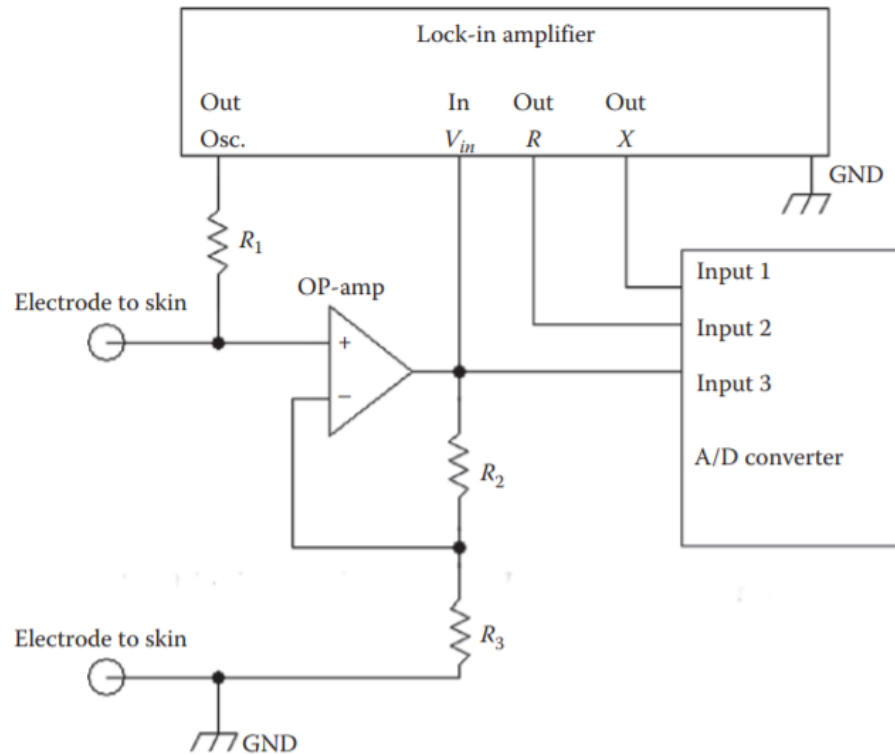 Lock-in amplifier
Out In Out Out
Osc. Vin R X
GND
R1
Input 1
OP-amp
Electrode to skin
+
Input 2
Input 3
−
A/D converter
R2
Electrode to skin
R3
GND